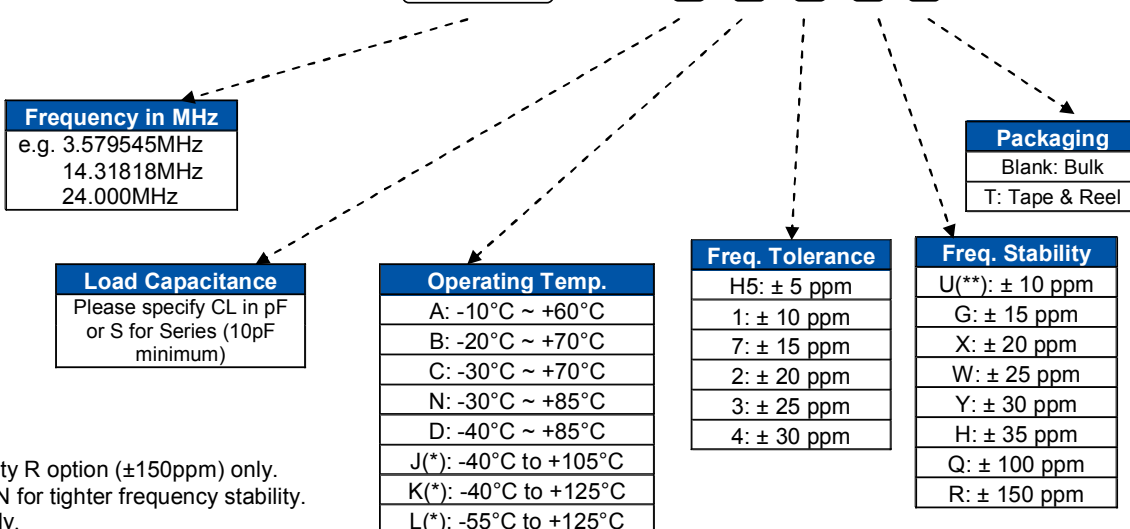 Frequency in MHz
e.g. 3.579545MHz
14.31818MHz
24.000MHz
Packaging
Blank: Bulk
T: Tape & Reel
Load Capacitance
Please specify CL in pF
or S for Series (10pF
minimum)
Operating Temp.
A: -10°C ~ +60°C
B: -20°C ~ +70°C
C: -30°C ~ +70°C
N: -30°C ~ +85°C
D: -40°C ~ +85°C
J(*): -40°C to +105°C
K(*): -40°C to +125°C
L(*): -55°C to +125°C
Freq. Tolerance
H5: ± 5 ppm
1: ± 10 ppm
7: ± 15 ppm
2: ± 20 ppm
3: ± 25 ppm
4: ± 30 ppm
Freq. Stability
U(**): ± 10 ppm
G: ± 15 ppm
X: ± 20 ppm
W: ± 25 ppm
Y: ± 30 ppm
H: ± 35 ppm
Q: ± 100 ppm
R: ± 150 ppm
ty R option (±150ppm) only.
N for tighter frequency stability.
ly.